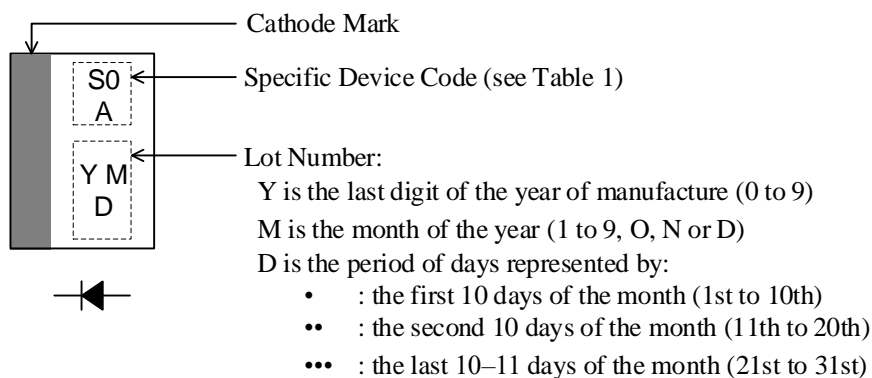 Cathode Mark
S0
A
Specific Device Code (see Table 1)
Y M
D
Lot Number:
Y is the last digit of the year of manufacture (0 to 9)
M is the month of the year (1 to 9, O, N or D)
D is the period of days represented by:
• : the first 10 days of the month (1st to 10th)
•• : the second 10 days of the month (11th to 20th)
••• : the last 10–11 days of the month (21st to 31st)